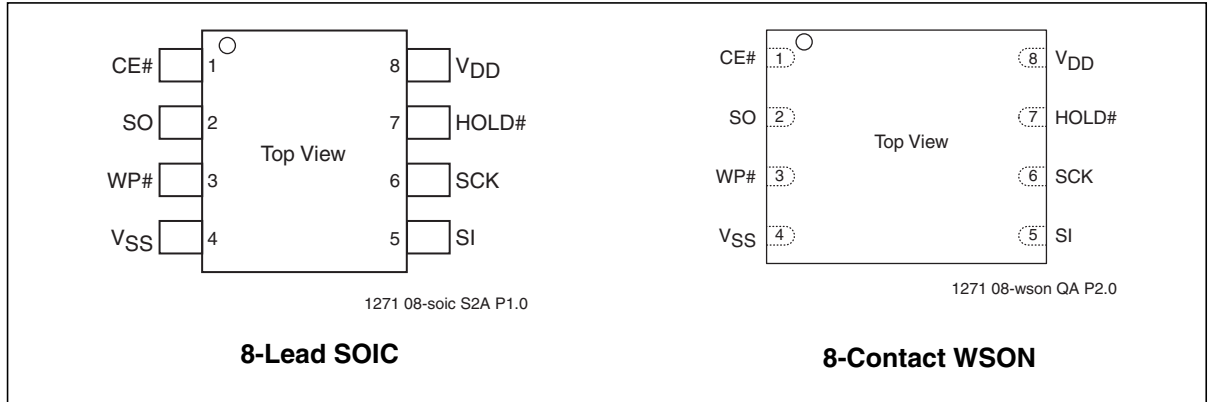 CE# 1 8 VDD
SO 2 7 HOLD#
Top View
WP# 3 6 SCK
VSS 4 5 SI
1271 08-soic S2A P1.0
8-Lead SOIC
CE# 1 8 VDD
SO 2 7 HOLD#
Top View
WP# 3 6 SCK
VSS 4 5 SI
1271 08-wson QA P2.0
8-Contact WSON